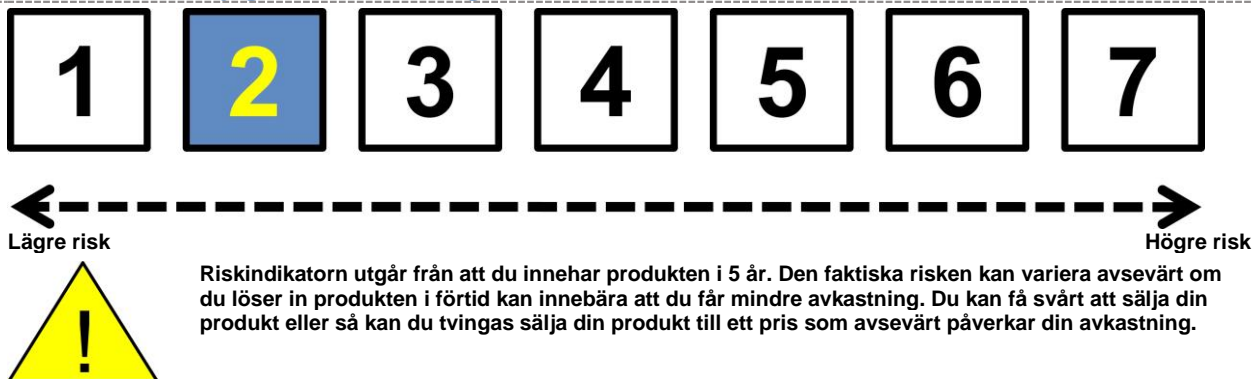 1 2 3 4 5 6 7
Lägre risk Högre risk
Riskindikatorn utgår från att du innehar produkten i 5 år. Den faktiska risken kan variera avsevärt om
du löser in produkten i förtid kan innebära att du får mindre avkastning. Du kan få svårt att sälja din
produkt eller så kan du tvingas sälja din produkt till ett pris som avsevärt påverkar din avkastning.
!